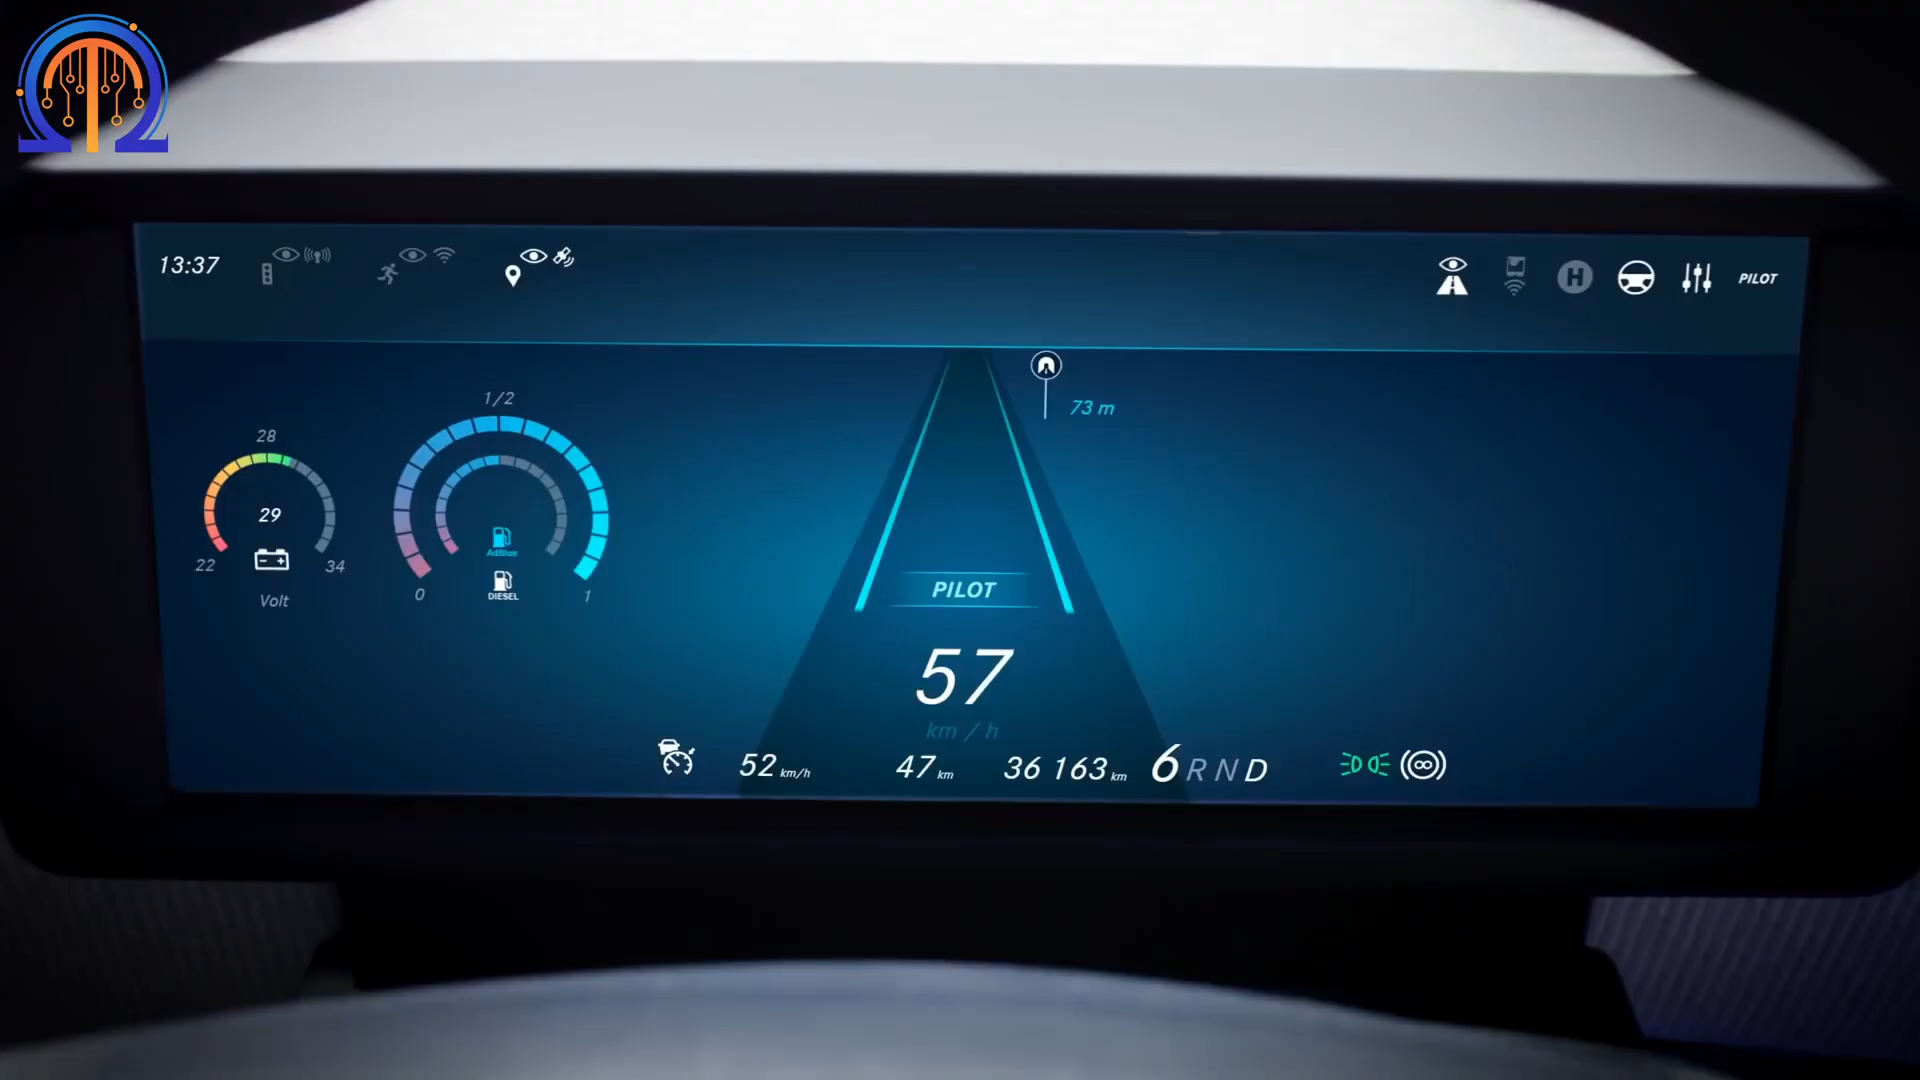 13:37
H
PILOT
73 m
1/2
28
29
22
34
Volt
AdBlue
DIESEL
0
1
PILOT
57
km / h
52 km/h
47 km
36 163 km
6 R N D